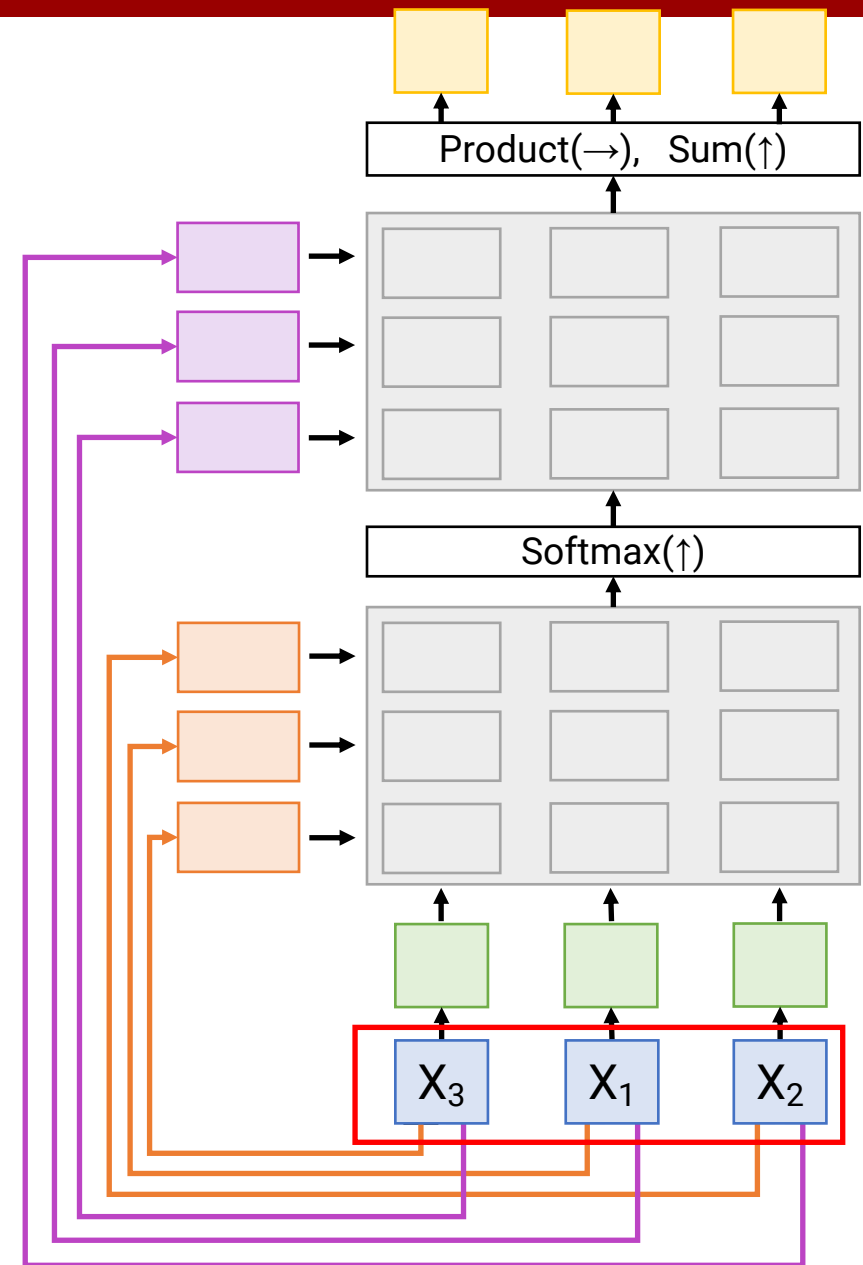 Product(→), Sum(↑)
Softmax(↑)
X₃ X₁ X₂